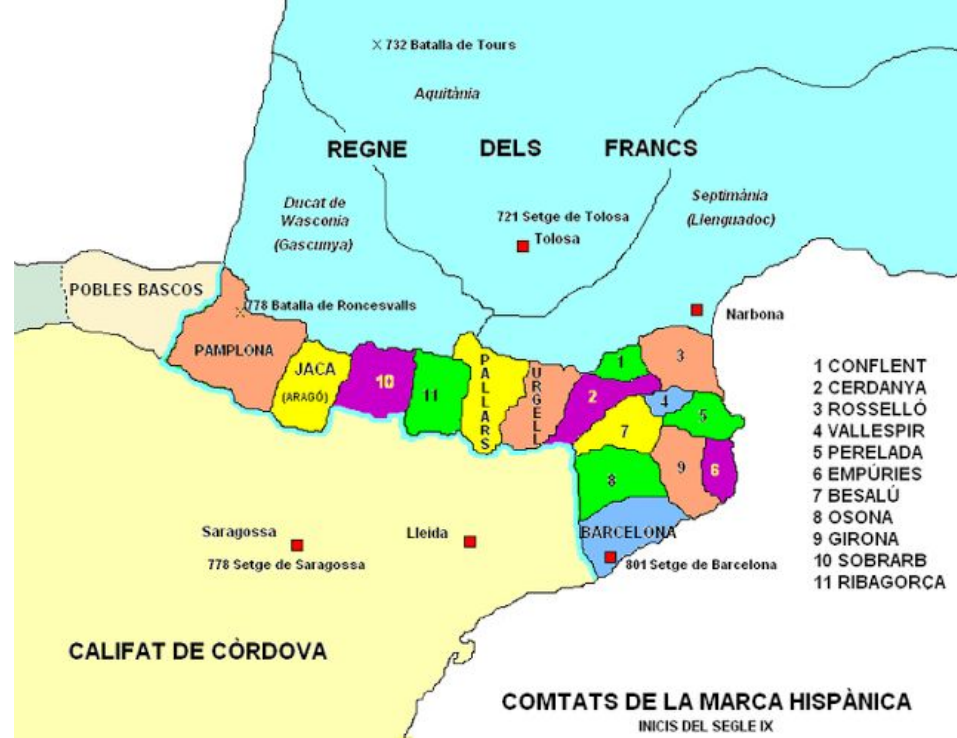 732 Batalla de Tours
Aquitània
REGNE DELS FRANCS
Ducat de
Wasconia
(Gascunya)
Septimània
(Llenguadoc)
721 Setge de Tolosa
Tolosa
POBLES BASCOS
778 Batalla de Roncesvalls
Narbona
PAMPLONA
JACA
(ARAGÓ)
10
11
PALLARS
URGELL
1
2
3
4
5
6
7
8
9
BARCELONA
801 Setge de Barcelona
Saragossa
778 Setge de Saragossa
Lleida
1 CONFLENT
2 CERDANYA
3 ROSSELLÓ
4 VALLESPIR
5 PERELADA
6 EMPÚRIES
7 BESALÚ
8 OSONA
9 GIRONA
10 SOBRARB
11 RIBAGORÇA
CALIFAT DE CÒRDOVA
COMTATS DE LA MARCA HISPÀNICA
INICIS DEL SEGLE IX